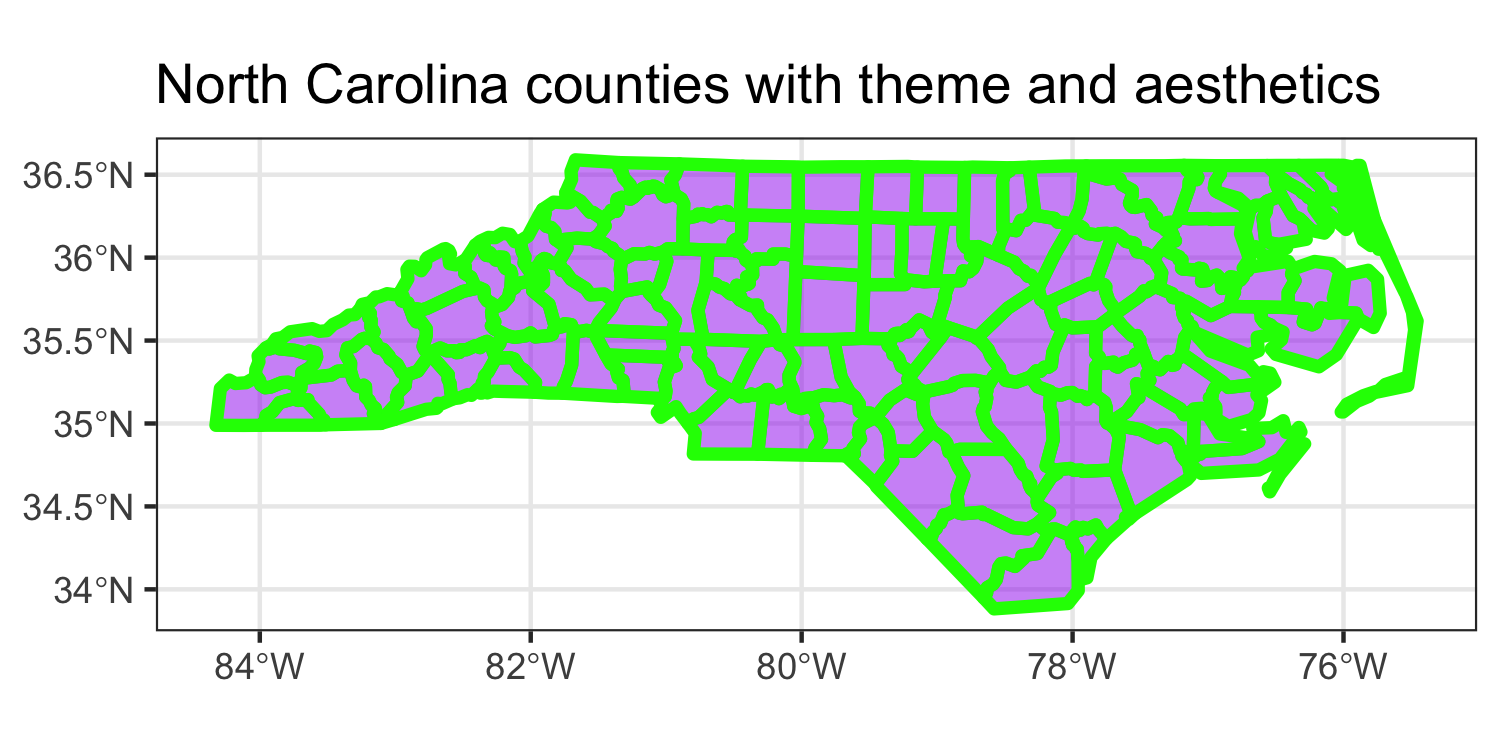 North Carolina counties with theme and aesthetics
36.5°N
36°N
35.5°N
35°N
34.5°N
34°N
84°W 82°W 80°W 78°W 76°W